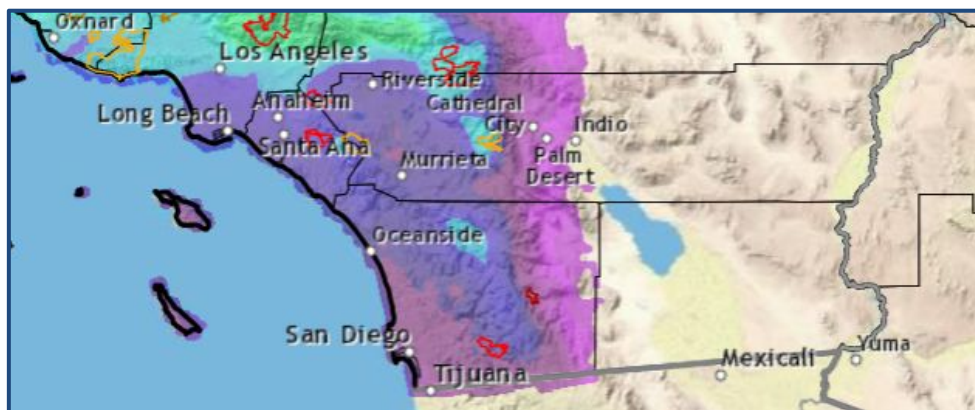 Oxnard
Los Angeles
Riverside
Anaheim
Cathedral
City
Indio
Long Beach
Santa Ana
Murrieta
Palm
Desert
Oceanside
San Diego
Tijuana
Mexicali
Yuma